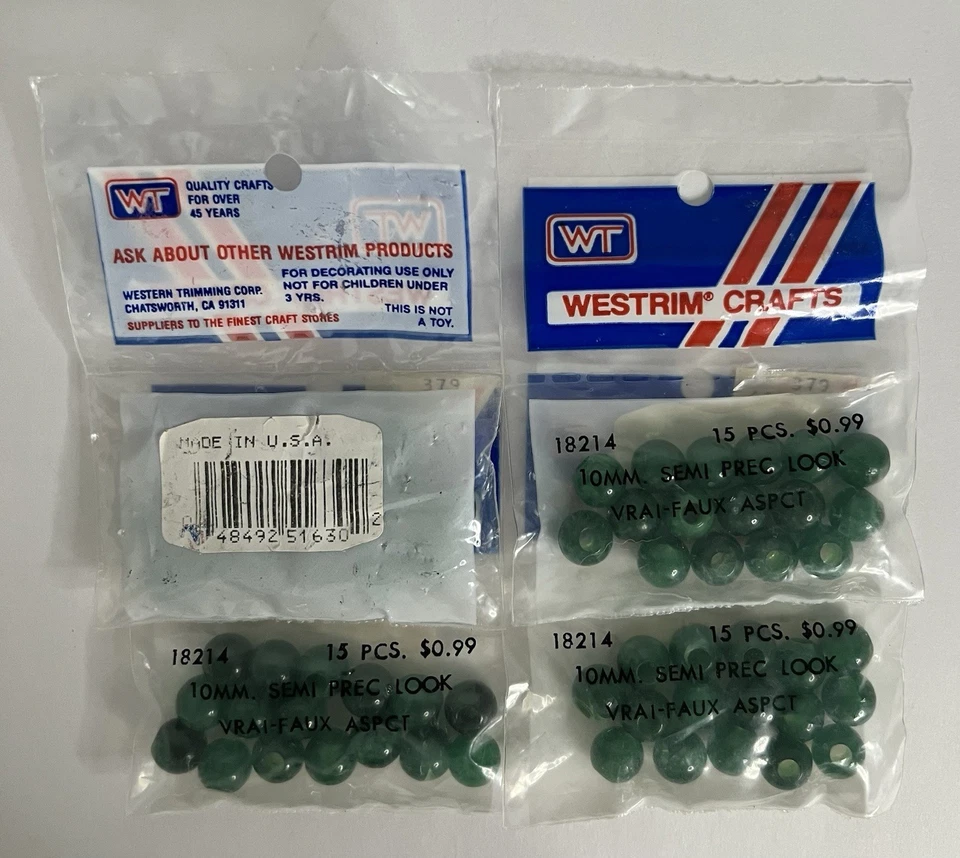 WT
QUALITY CRAFTS
FOR OVER
45 YEARS
ASK ABOUT OTHER WESTRIM PRODUCTS
WESTERN TRIMMING CORP.
CHATSWORTH, CA 91311
FOR DECORATING USE ONLY
NOT FOR CHILDREN UNDER
3 YRS.
THIS IS NOT
A TOY.
SUPPLIERS TO THE FINEST CRAFT STORES
WT
WESTRIM® CRAFTS
379
MADE IN U.S.A.
48492 51630 2
379
18214 15 PCS. $0.99
10MM. SEMI PREC LOOK
VRAI-FAUX ASPCT
18214 15 PCS. $0.99
10MM. SEMI PREC LOOK
VRAI-FAUX ASPCT
18214 15 PCS. $0.99
10MM. SEMI PREC LOOK
VRAI-FAUX ASPCT